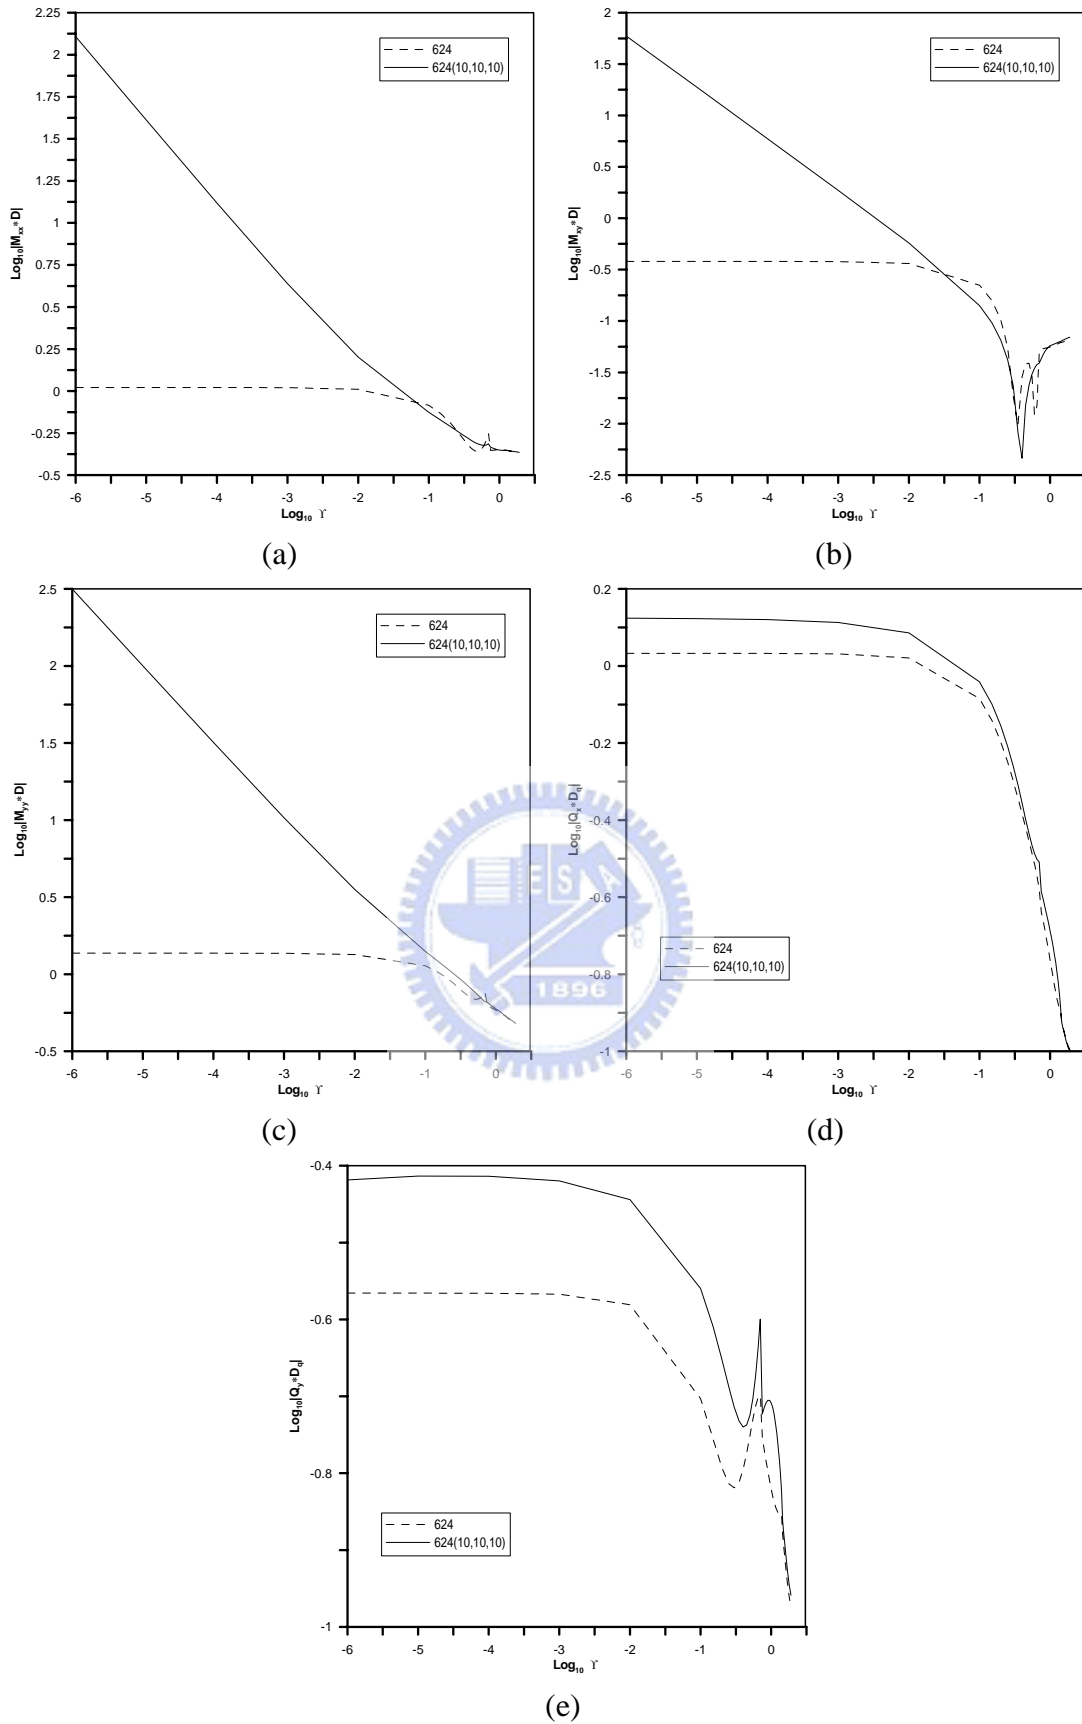 2.25
2
1.75
1.5
1.25
1
0.75
0.5
0.25
0
-0.25
-0.5
Log10|Mxx*D|
624
624(10,10,10)
-6 -5 -4 -3 -2 -1 0
Log10 ϒ
(a)
2
1.5
1
0.5
0
-0.5
-1
-1.5
-2
-2.5
Log10|Mxy*D|
624
624(10,10,10)
-6 -5 -4 -3 -2 -1 0
Log10 ϒ
(b)
2.5
2
1.5
1
0.5
0
-0.5
Log10|Myy*D|
624
624(10,10,10)
-6 -5 -4 -3 -2 -1 0
Log10 ϒ
(c)
0.2
0
-0.2
-0.4
-0.6
-0.8
-1
Log10|Qx*Dq|
624
624(10,10,10)
-6 -5 -4 -3 -2 -1 0
Log10 ϒ
(d)
E S A
1896
-0.4
-0.6
-0.8
-1
Log10|Qy*Dq|
624
624(10,10,10)
-6 -5 -4 -3 -2 -1 0
Log10 ϒ
(e)